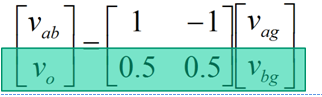 [v_ab] = [1 -1] [v_ag]
[v_o] [0.5 0.5] [v_bg]